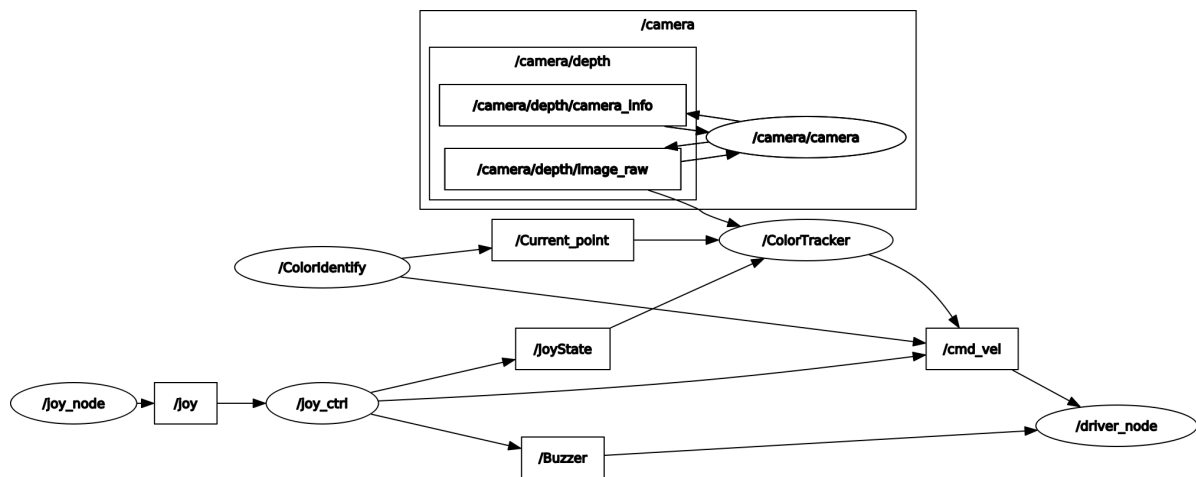 /camera
/camera/depth
/camera/depth/camera_info
/camera/camera
/camera/depth/image_raw
/Current_point
/ColorTracker
/ColorIdentify
/JoyState
/cmd_vel
/joy_node
/joy
/joy_ctrl
/driver_node
/Buzzer